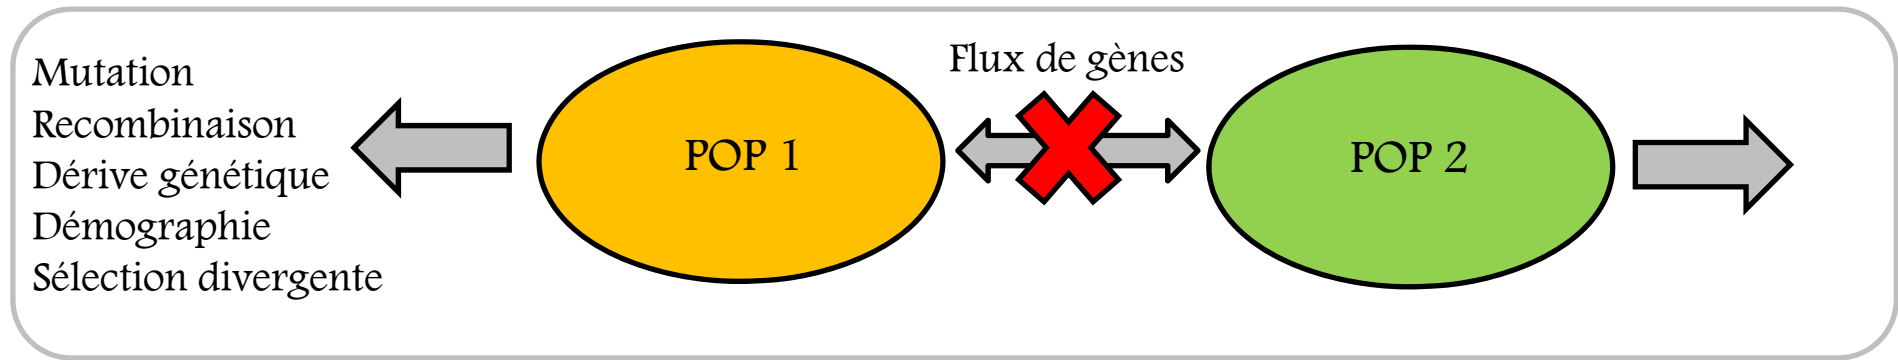 Mutation
Recombinaison
Dérive génétique
Démographie
Sélection divergente
POP 1
Flux de gènes
POP 2